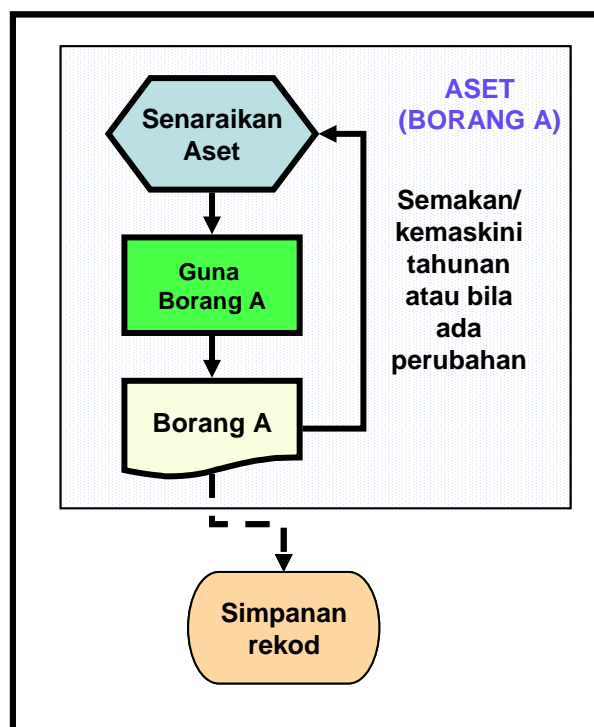 Senaraikan
Aset
ASET
(BORANG A)
Semakan/
kemaskini
tahunan
atau bila
ada
perubahan
Guna
Borang A
Borang A
Simpanan
rekod